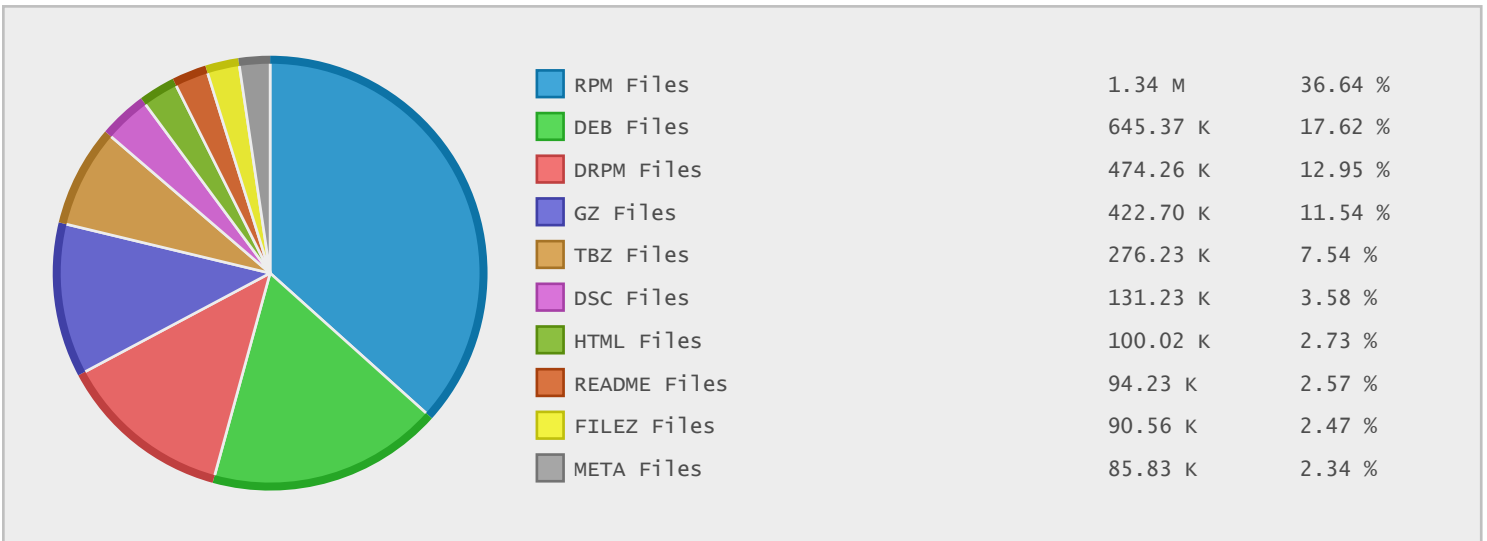 RPM Files 1.34 M 36.64 %
DEB Files 645.37 K 17.62 %
DRPM Files 474.26 K 12.95 %
GZ Files 422.70 K 11.54 %
TBZ Files 276.23 K 7.54 %
DSC Files 131.23 K 3.58 %
HTML Files 100.02 K 2.73 %
README Files 94.23 K 2.57 %
FILEZ Files 90.56 K 2.47 %
META Files 85.83 K 2.34 %